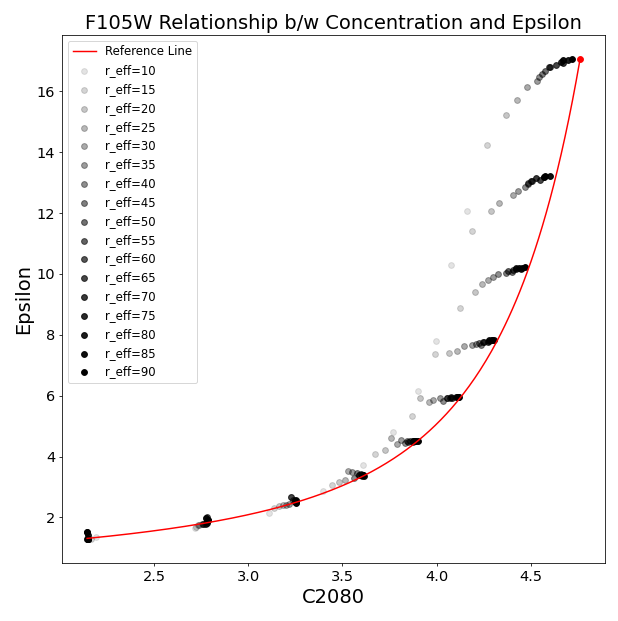 F105W Relationship b/w Concentration and Epsilon
Reference Line
r_eff=10
r_eff=15
r_eff=20
r_eff=25
r_eff=30
r_eff=35
r_eff=40
r_eff=45
r_eff=50
r_eff=55
r_eff=60
r_eff=65
r_eff=70
r_eff=75
r_eff=80
r_eff=85
r_eff=90
16
14
12
10
8
6
4
2
Epsilon
2.5 3.0 3.5 4.0 4.5
C2080